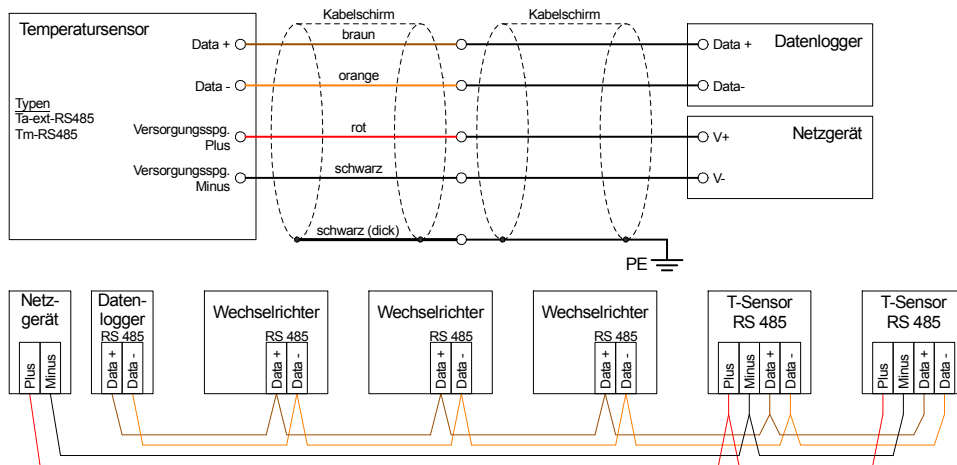 Kabelschirm
Kabelschirm
Temperatursensor
Data +
braun
Data +
Datenlogger
Data -
orange
Data-
Typen
Ta-ext-RS485
Tm-RS485
Versorgungsspg.
Plus
rot
V+
Netzgerät
Versorgungsspg.
Minus
schwarz
V-
schwarz (dick)
PE
Netz-
gerät
Plus
Minus
Daten-
logger
RS 485
Data +
Data -
Wechselrichter
RS 485
Data +
Data -
Wechselrichter
RS 485
Data +
Data -
Wechselrichter
RS 485
Data +
Data -
T-Sensor
RS 485
Plus
Minus
Data +
Data -
T-Sensor
RS 485
Plus
Minus
Data +
Data -